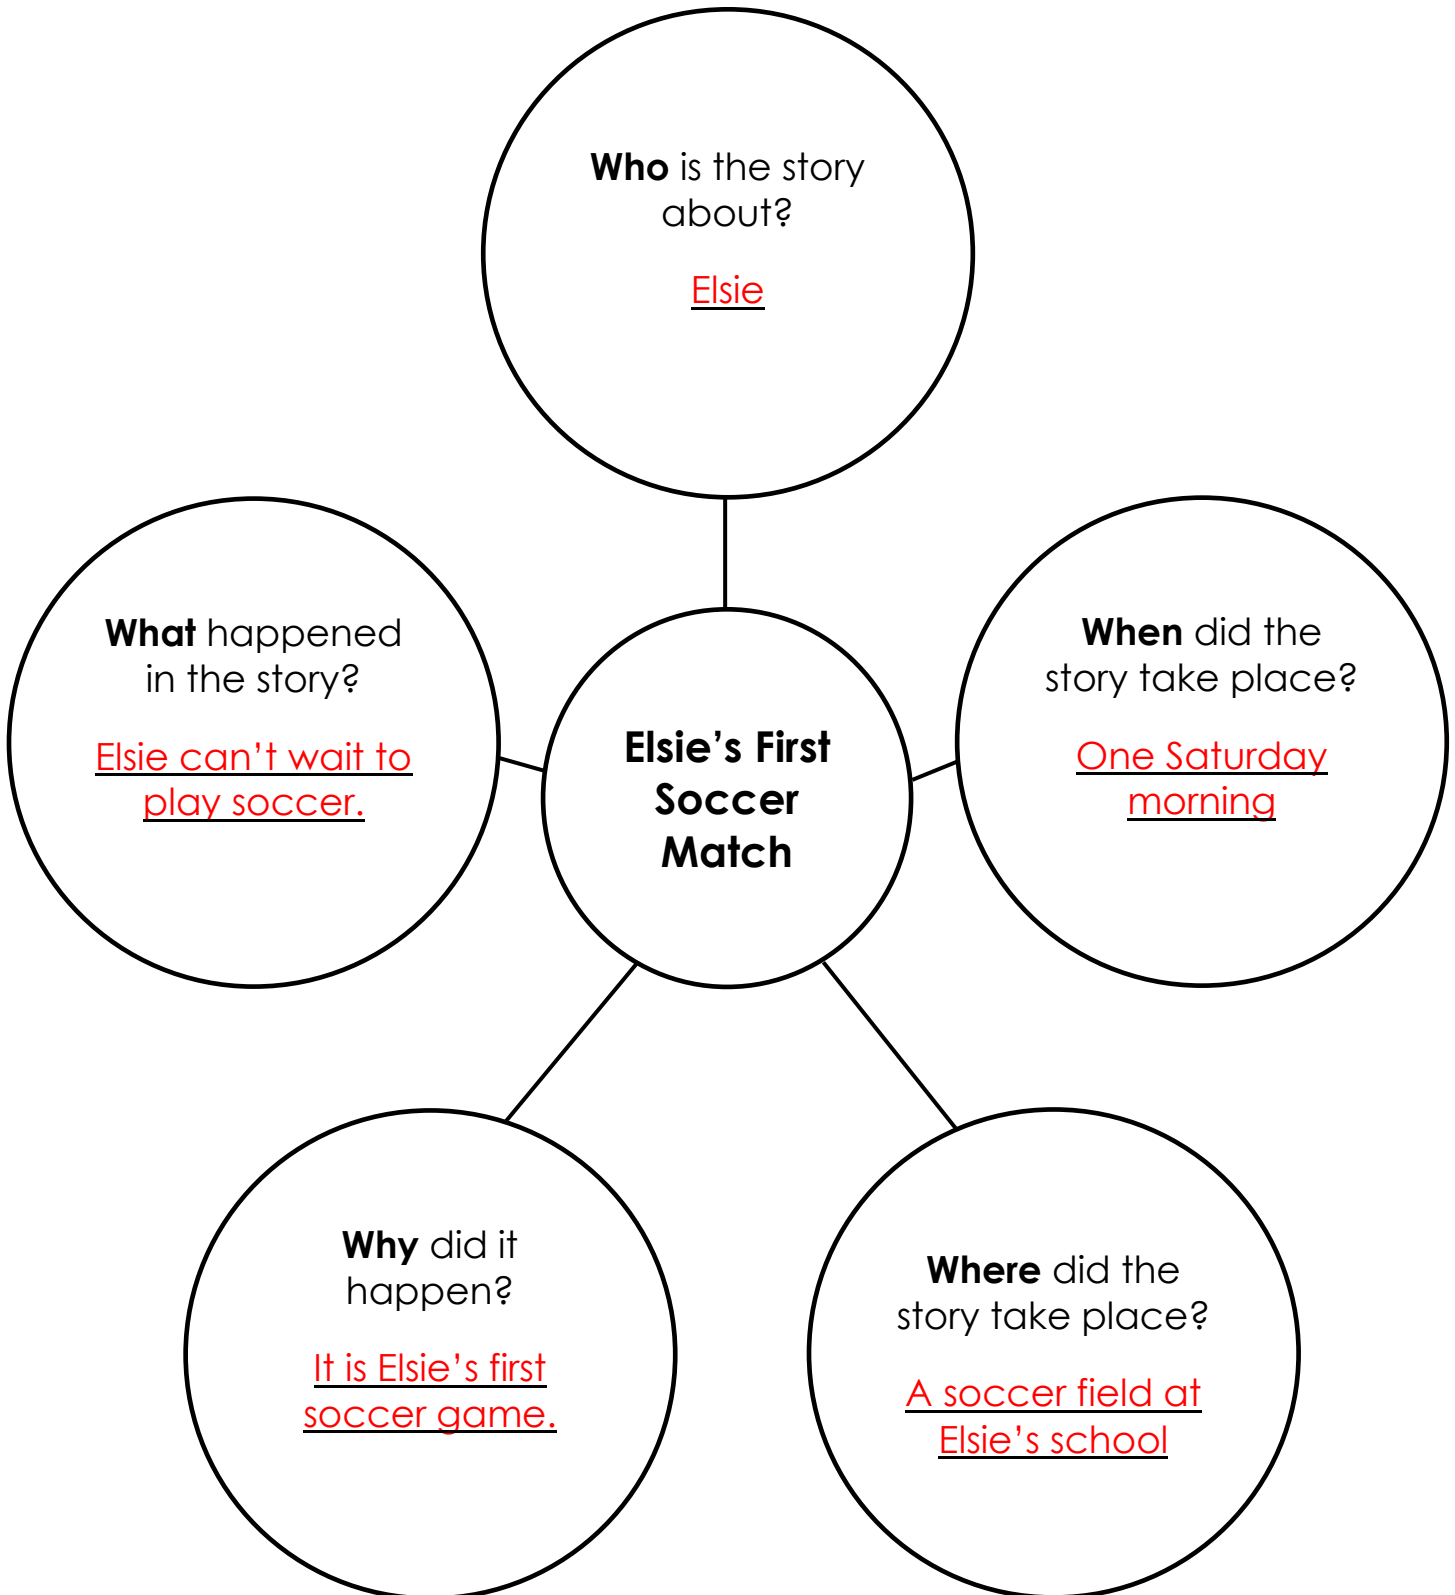 Who is the story
about?
Elsie
What happened
in the story?
Elsie can’t wait to
play soccer.
Elsie’s First
Soccer
Match
When did the
story take place?
One Saturday
morning
Why did it
happen?
It is Elsie’s first
soccer game.
Where did the
story take place?
A soccer field at
Elsie’s school